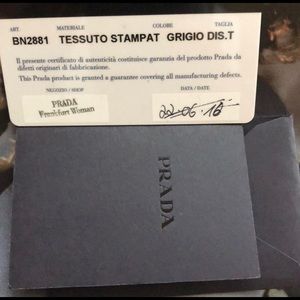 ART. MATERIALE COLORE TAGLIA
BN2881 TESSUTO STAMPAT GRIGIO DIS.T
Il presente certificato di autenticità costituisce garanzia del prodotto Prada da
difetti originari di fabbricazione.
This Prada product is granted a guarantee covering all manufacturing defects.
NEGOZIO / SHOP DATA / DATE
PRADA
Frankfurt Woman
22-06-16
PRADA